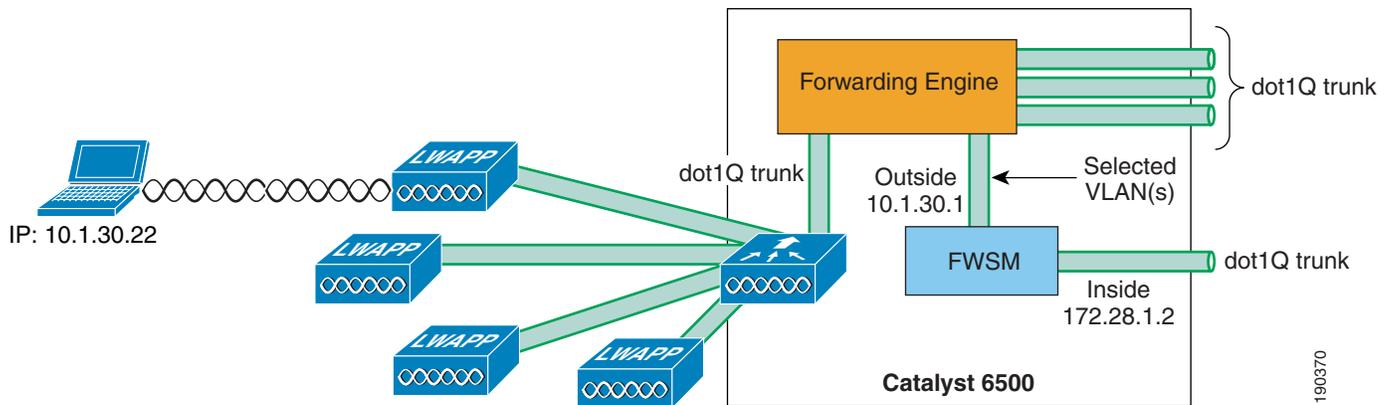 Forwarding Engine
dot1Q trunk
LWAPP
dot1Q trunk
Outside
10.1.30.1
Selected
VLAN(s)
IP: 10.1.30.22
LWAPP
FWSM
dot1Q trunk
Inside
172.28.1.2
LWAPP
LWAPP
Catalyst 6500
190370